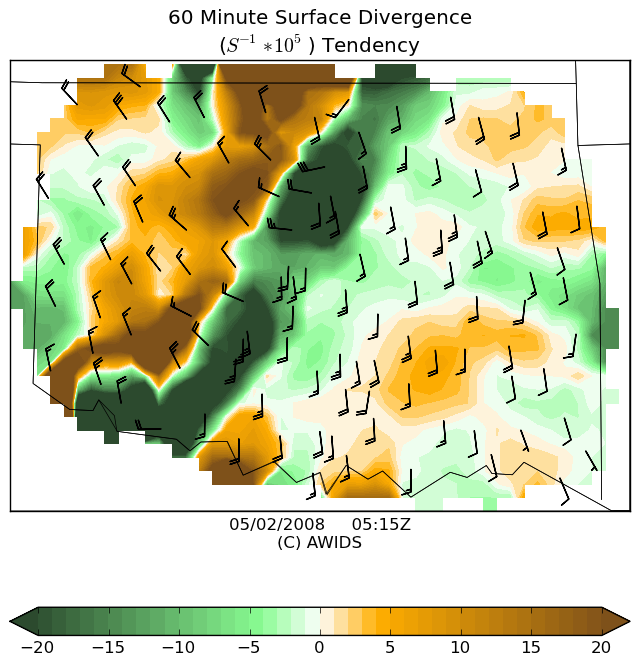 60 Minute Surface Divergence
(S⁻¹ *10⁵ ) Tendency
05/02/2008 05:15Z
(C) AWIDS
−20 −15 −10 −5 0 5 10 15 20